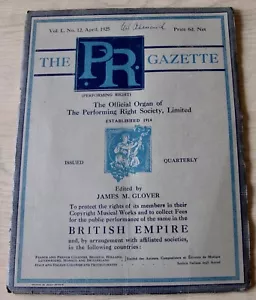 Vol. I., No. 12, April, 1925
Price 6d. Net
THE PR GAZETTE
(PERFORMING RIGHT)
The Official Organ of
The Performing Right Society, Limited
ESTABLISHED 1914
ISSUED QUARTERLY
Edited by
JAMES M. GLOVER
To protect the rights of its members in their
Copyright Musical Works and to collect Fees
for the public performance of the same in the
BRITISH EMPIRE
and, by arrangement with affiliated societies,
in the following countries: